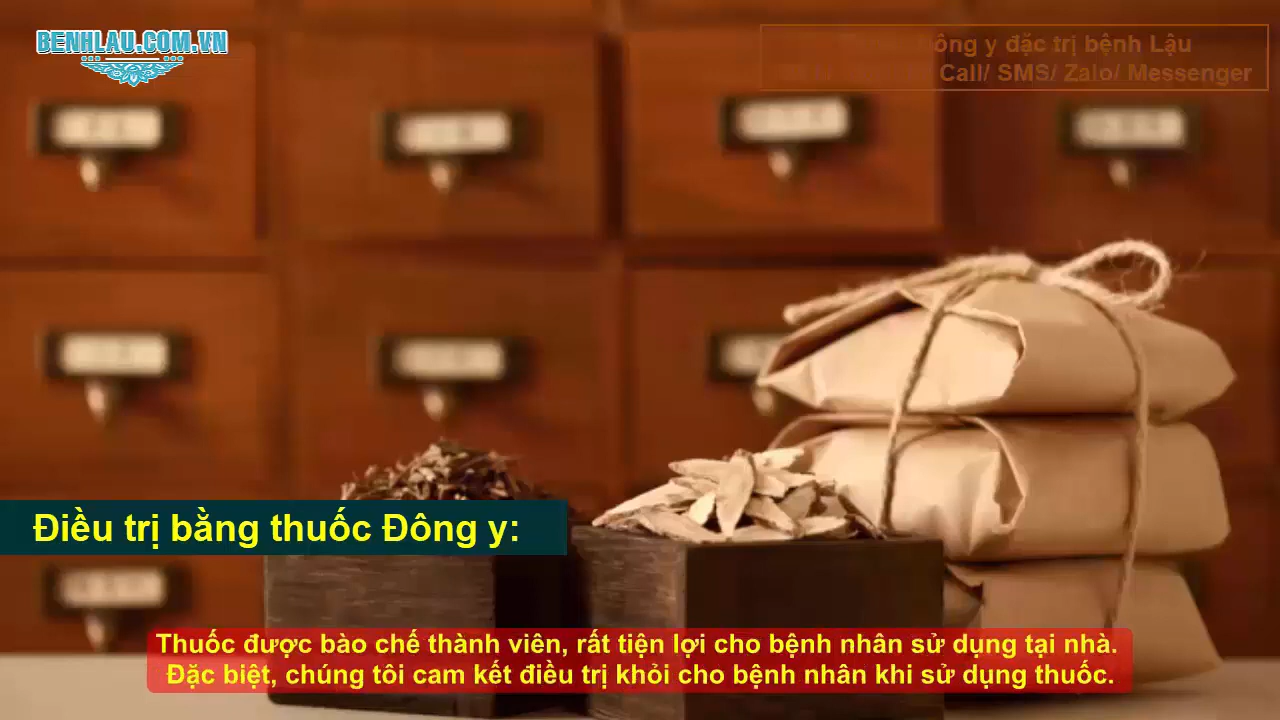 BENHLAU.COM.VN
đặc trị bệnh Lậu
Call/ SMS/ Zalo/ Messenger
Điều trị bằng thuốc Đông y:
Thuốc được bào chế thành viên, rất tiện lợi cho bệnh nhân sử dụng tại nhà.
Đặc biệt, chúng tôi cam kết điều trị khỏi cho bệnh nhân khi sử dụng thuốc.